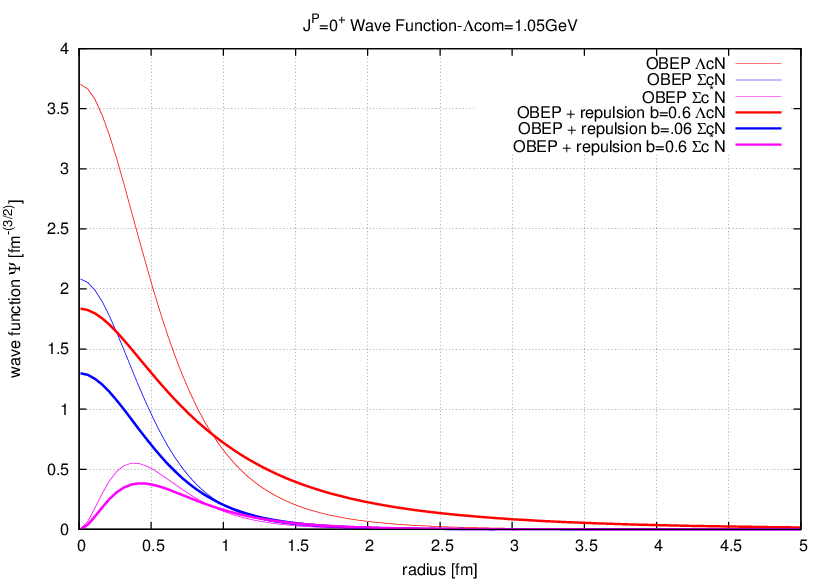 J^P=0^+ Wave Function-Λcom=1.05GeV
OBEP ΛcN
OBEP ΣcN
OBEP Σc^* N
OBEP + repulsion b=0.6 ΛcN
OBEP + repulsion b=.06 ΣcN
OBEP + repulsion b=0.6 Σc^* N
wave function Ψ [fm^-(3/2)]
4
3.5
3
2.5
2
1.5
1
0.5
0
0 0.5 1 1.5 2 2.5 3 3.5 4 4.5 5
radius [fm]